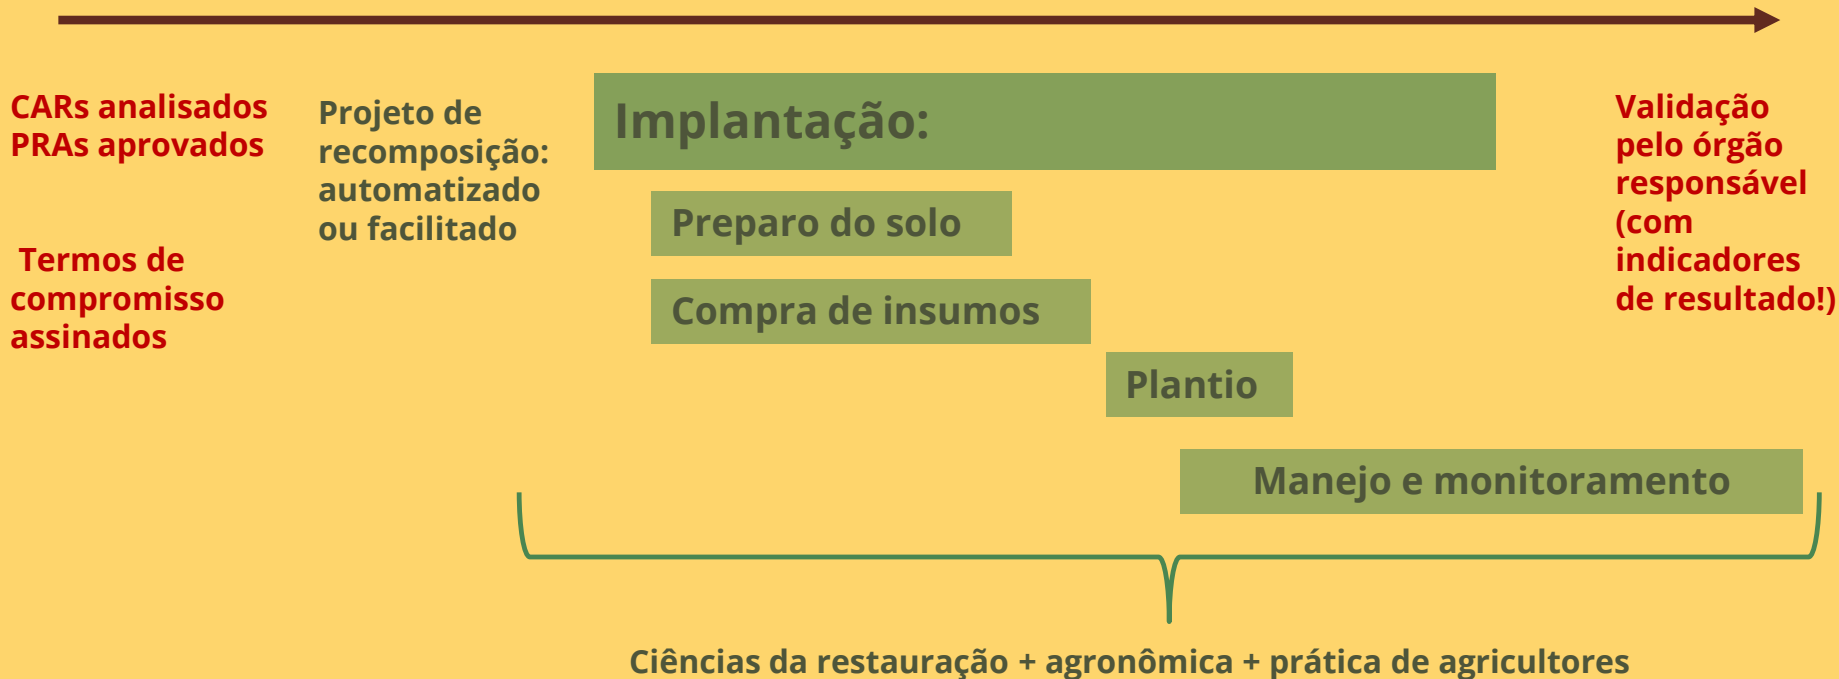 CARs analisados
PRAs aprovados
Termos de
compromisso
assinados
Projeto de
recomposição:
automatizado
ou facilitado
Implantação:
Preparo do solo
Compra de insumos
Plantio
Manejo e monitoramento
Validação
pelo órgão
responsável
(com
indicadores
de resultado!)
Ciências da restauração + agronômica + prática de agricultores